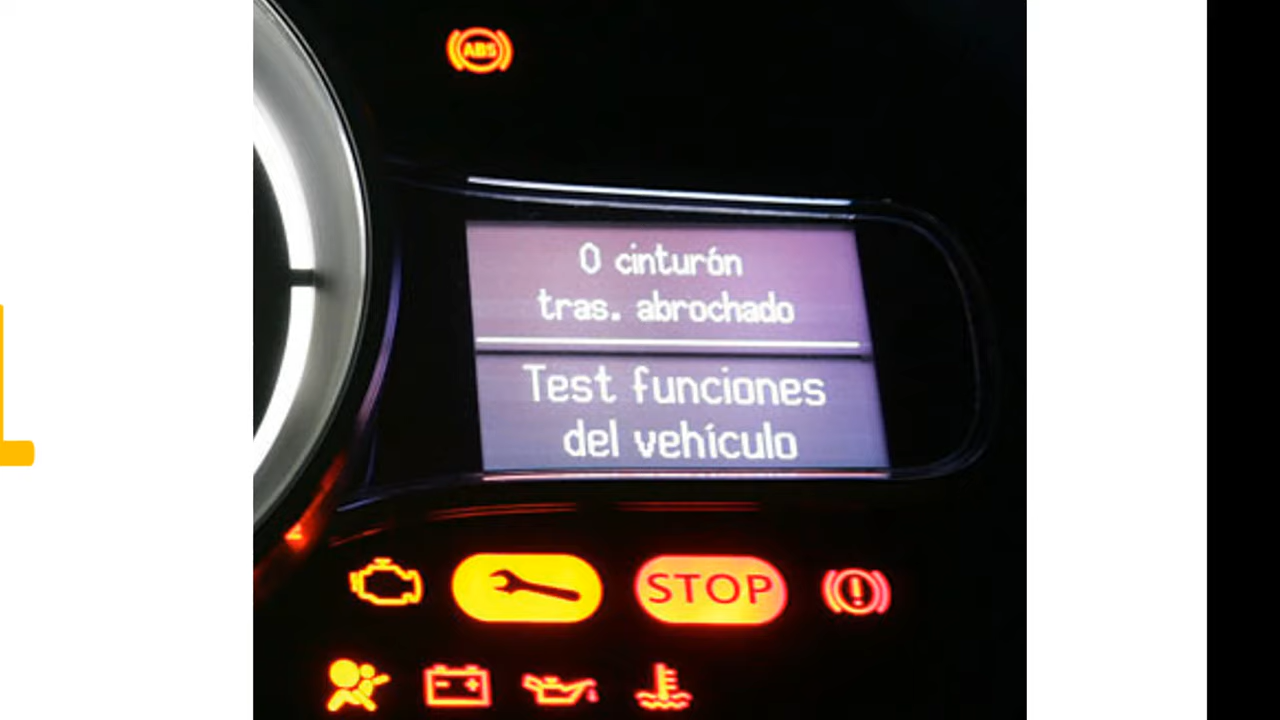 ABS
0 cinturón
tras. abrochado
Test funciones
del vehículo
STOP